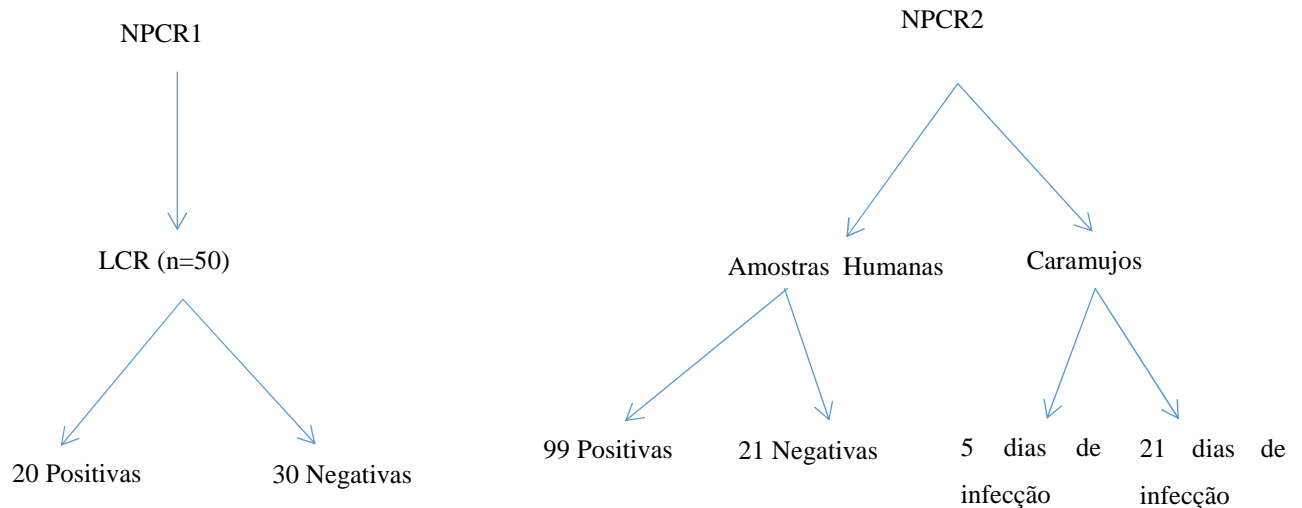 NPCR1
LCR (n=50)
20 Positivas
30 Negativas
NPCR2
Amostras Humanas
Caramujos
99 Positivas
21 Negativas
5 dias de
infecção
21 dias de
infecção